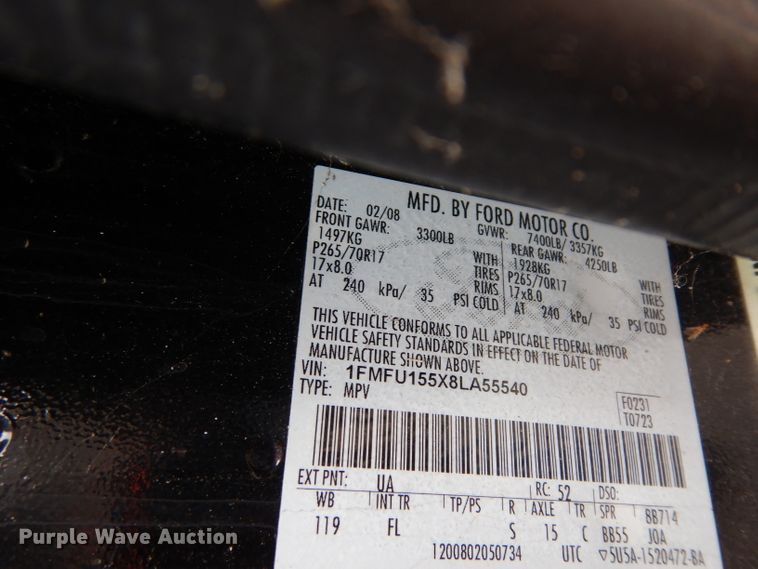 MFD. BY FORD MOTOR CO.
DATE: 02/08 GVWR: 7400LB/ 3357KG
FRONT GAWR: 3300LB REAR GAWR: 4250LB
1497KG WITH 1928KG WITH
P265/70R17 TIRES P265/70R17 TIRES
17x8.0 RIMS 17x8.0 RIMS
AT 240 kPa/ 35 PSI COLD AT 240 kPa/ 35 PSI COLD
THIS VEHICLE CONFORMS TO ALL APPLICABLE FEDERAL MOTOR
VEHICLE SAFETY STANDARDS IN EFFECT ON THE DATE OF
MANUFACTURE SHOWN ABOVE.
VIN: 1FMFU155X8LA55540
TYPE: MPV
F0231
T0723
EXT PNT: UA RC: 52 DSO:
WB INT TR TP/PS R AXLE TR SPR BB714
119 FL S 15 C BB55 JOA
1200802050734 UTC ▽5U5A-1520472-BA
Purple Wave Auction